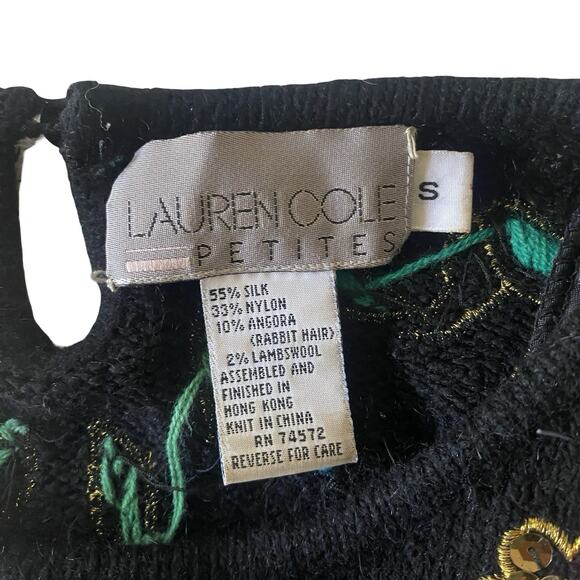 LAUREN COLE
PETITES
S
55% SILK
33% NYLON
10% ANGORA
(RABBIT HAIR)
2% LAMBSWOOL
ASSEMBLED AND
FINISHED IN
HONG KONG
KNIT IN CHINA
RN 74572
REVERSE FOR CARE